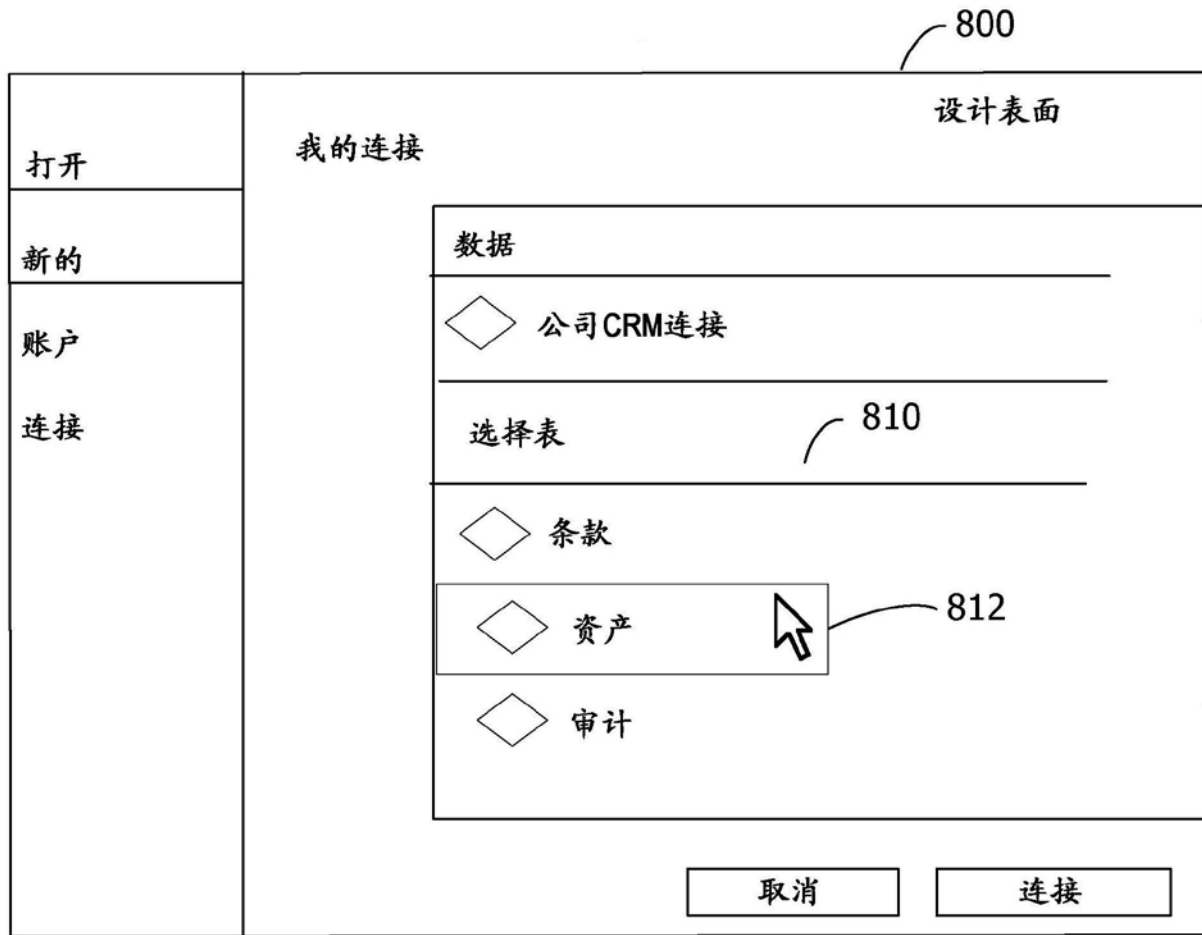 800
设计表面
我的连接
打开
新的
账户
连接
数据
公司CRM连接
选择表
810
条款
资产
812
审计
取消
连接